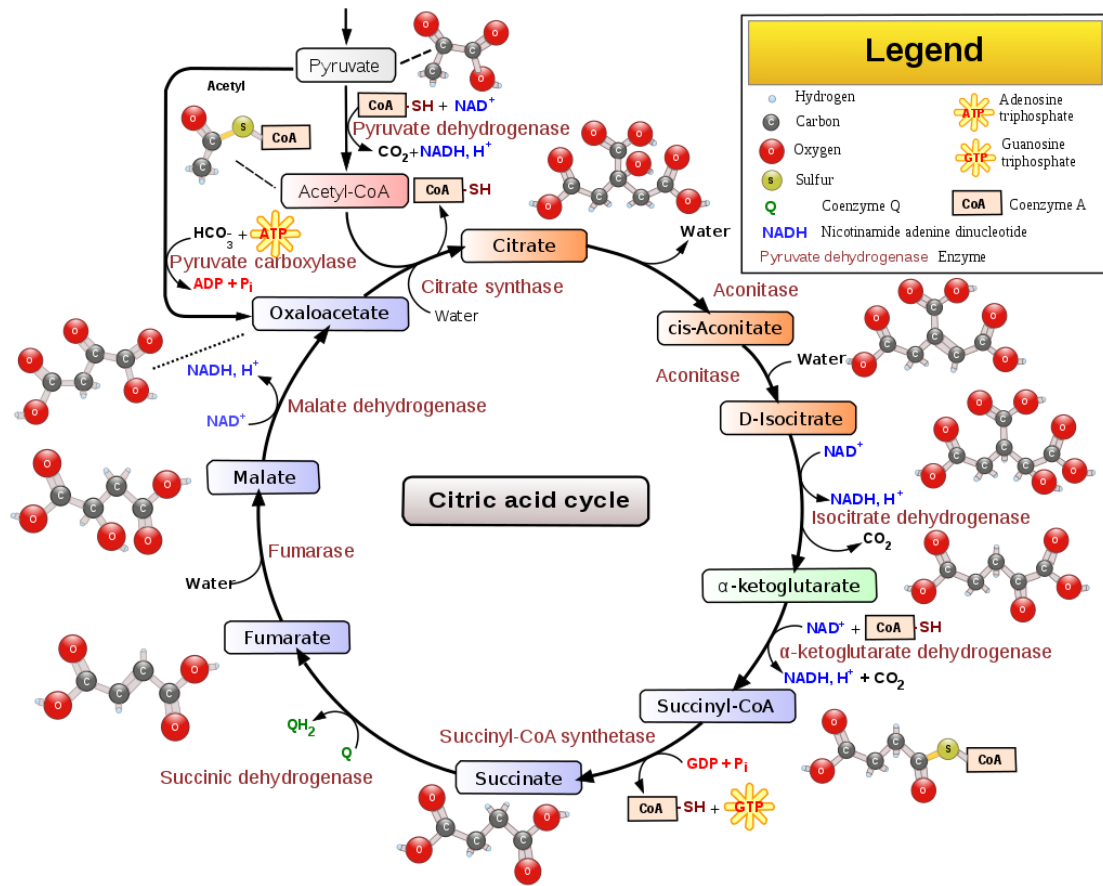 Legend
Hydrogen
Carbon
Oxygen
S Sulfur
Q Coenzyme Q
NADH Nicotinamide adenine dinucleotide
Pyruvate dehydrogenase Enzyme
ATP Adenosine
triphosphate
GTP Guanosine
triphosphate
CoA Coenzyme A
Pyruvate
Acetyl
CoA-SH + NAD⁺
Pyruvate dehydrogenase
CO₂+NADH, H⁺
S CoA
Acetyl-CoA
CoA-SH
HCO₃⁻ + ATP
Pyruvate carboxylase
ADP + Pi
Citrate
Citrate synthase
Water
Oxaloacetate
Water
Aconitase
cis-Aconitate
Water
Aconitase
D-Isocitrate
NAD⁺
NADH, H⁺
Isocitrate dehydrogenase
CO₂
α-ketoglutarate
NAD⁺ + CoA-SH
α-ketoglutarate dehydrogenase
NADH, H⁺ + CO₂
Succinyl-CoA
S CoA
Succinyl-CoA synthetase
GDP + Pi
CoA-SH + GTP
Succinate
Succinic dehydrogenase
Q
QH₂
Fumarate
Water
Fumarase
Malate
NAD⁺
Malate dehydrogenase
NADH, H⁺
Citric acid cycle